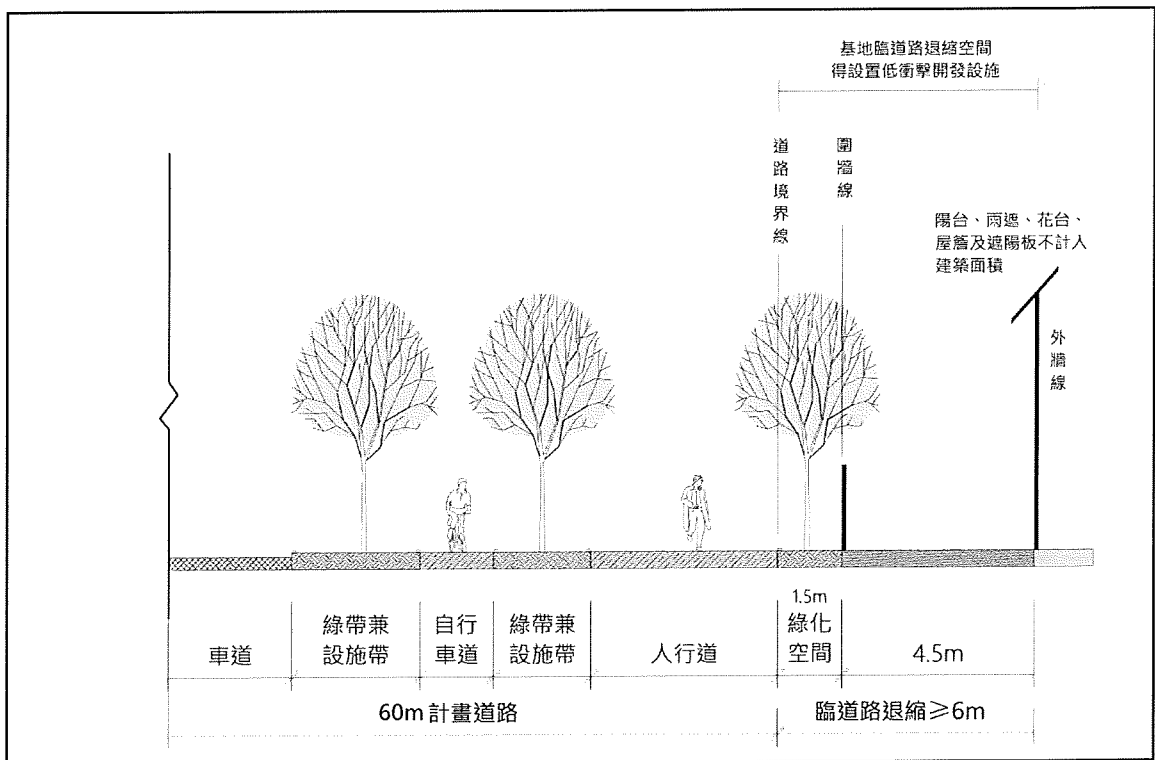 基地臨道路退縮空間
得設置低衝擊開發設施
道路境界線
圍牆線
陽台、雨遮、花台、
屋簷及遮陽板不計入
建築面積
外牆線
車道
綠帶兼
設施帶
自行
車道
綠帶兼
設施帶
人行道
1.5m
綠化
空間
4.5m
60m 計畫道路
臨道路退縮≥6m